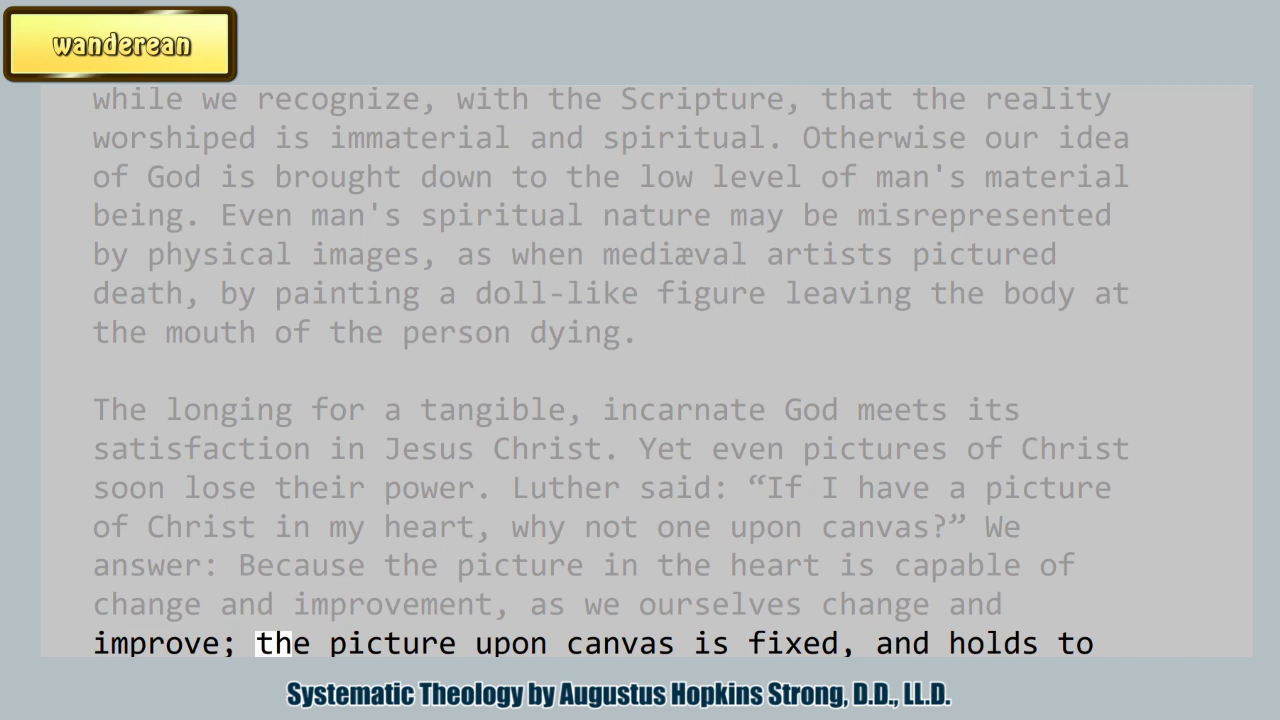 wanderean
while we recognize, with the Scripture, that the reality
worshiped is immaterial and spiritual. Otherwise our idea
of God is brought down to the low level of man's material
being. Even man's spiritual nature may be misrepresented
by physical images, as when mediæval artists pictured
death, by painting a doll-like figure leaving the body at
the mouth of the person dying.
The longing for a tangible, incarnate God meets its
satisfaction in Jesus Christ. Yet even pictures of Christ
soon lose their power. Luther said: “If I have a picture
of Christ in my heart, why not one upon canvas?” We
answer: Because the picture in the heart is capable of
change and improvement, as we ourselves change and
improve; the picture upon canvas is fixed, and holds to
Systematic Theology by Augustus Hopkins Strong, D.D., LL.D.